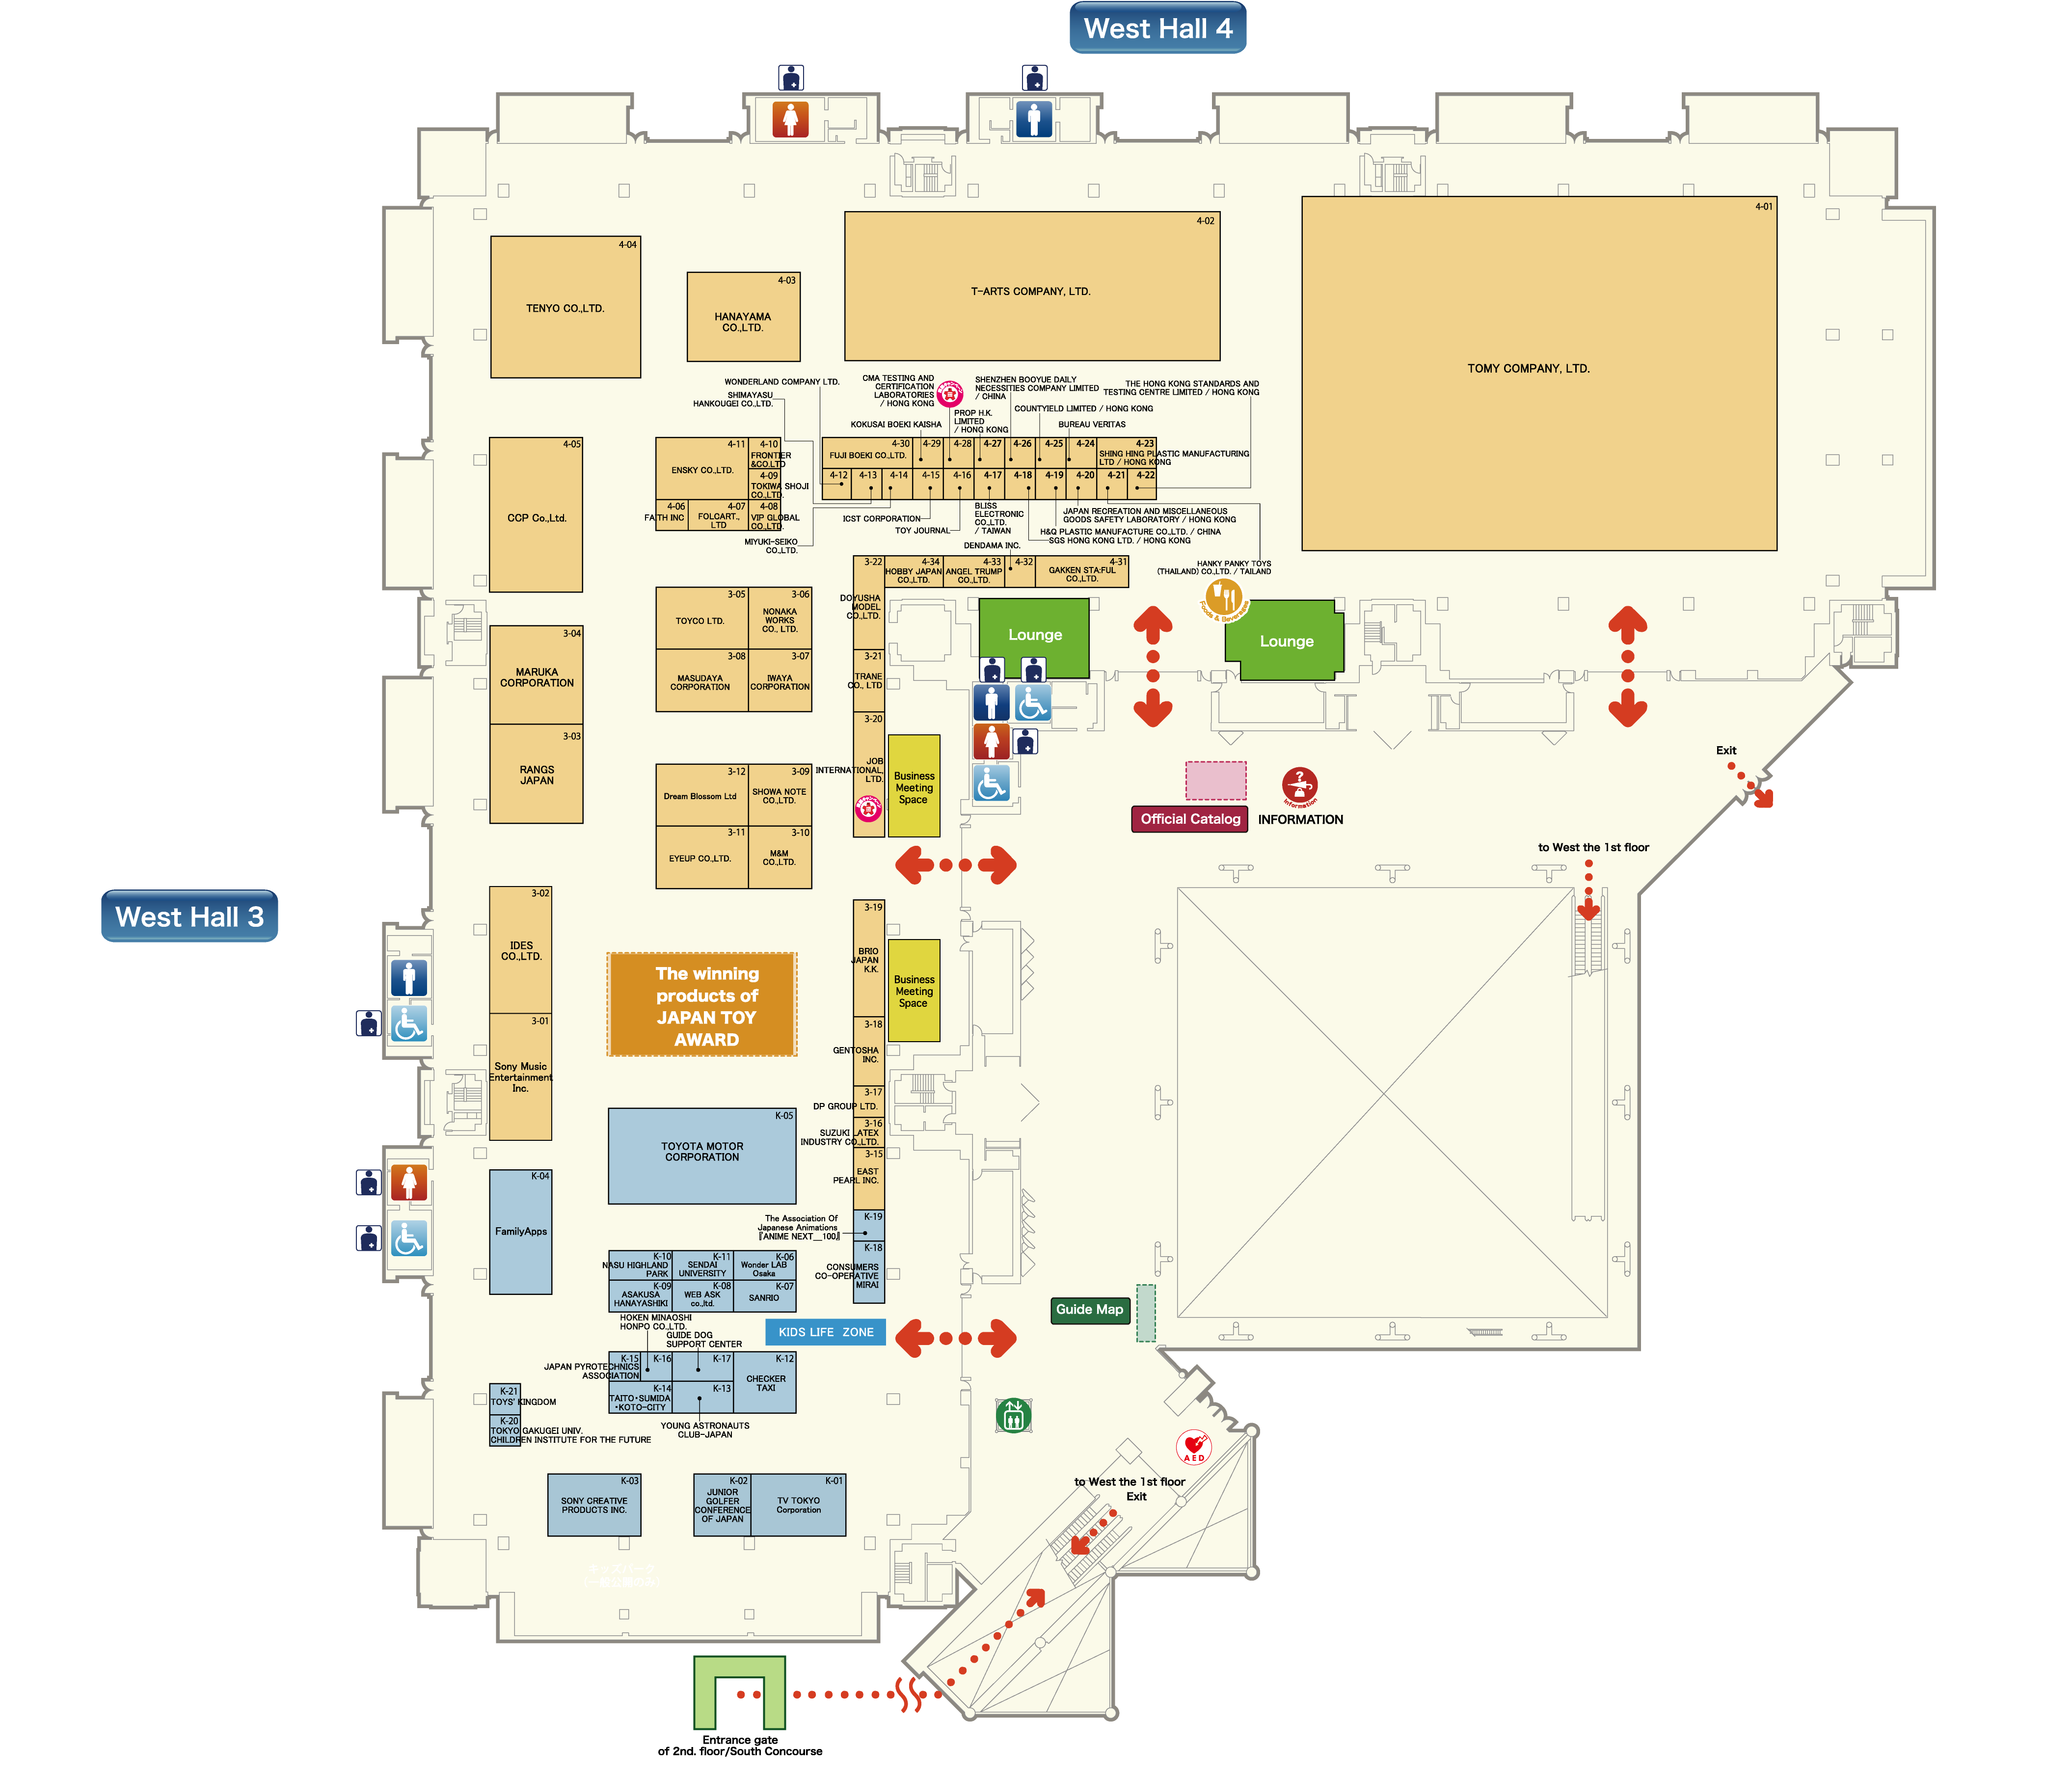 West Hall 4
4-01
TOMY COMPANY, LTD.
4-02
T-ARTS COMPANY, LTD.
4-04
TENYO CO.,LTD.
4-03
HANAYAMA
CO.,LTD.
WONDERLAND COMPANY LTD.
SHIMAYASU
HANKOUGEI CO.,LTD.
CMA TESTING AND
CERTIFICATION
LABORATORIES
/ HONG KONG
SHENZHEN BOOYUE DAILY
NECESSITIES COMPANY LIMITED
/ CHINA
THE HONG KONG STANDARDS AND
TESTING CENTRE LIMITED / HONG KONG
PROP H.K.
LIMITED
/ HONG KONG
COUNTYIELD LIMITED / HONG KONG
KOKUSAI BOEKI KAISHA
BUREAU VERITAS
4-05
CCP Co.,Ltd.
4-11
ENSKY CO.,LTD.
4-10
FRONTIER
&CO.,LTD
4-09
TOKIWA SHOJI
CO.,LTD.
4-06
FAITH INC
4-07
FOLCART.,
LTD
4-08
VIP GLOBAL
CO.,LTD.
4-30
FUJI BOEKI CO.,LTD.
4-29
4-28
4-27
4-26
4-25
4-24
4-23
SHING HING PLASTIC MANUFACTURING
LTD / HONG KONG
4-12
4-13
4-14
4-15
4-16
4-17
4-18
4-19
4-20
4-21
4-22
ICST CORPORATION
TOY JOURNAL
MIYUKI-SEIKO
CO.,LTD.
BLISS
ELECTRONIC
CO.,LTD.
/ TAIWAN
JAPAN RECREATION AND MISCELLANEOUS
GOODS SAFETY LABORATORY / HONG KONG
H&Q PLASTIC MANUFACTURE CO.,LTD. / CHINA
SGS HONG KONG LTD. / HONG KONG
DENDAMA INC.
HANKY PANKY TOYS
(THAILAND) CO.,LTD. / TAILAND
3-22
DOYUSHA
MODEL
CO.,LTD.
4-34
HOBBY JAPAN
CO.,LTD.
4-33
ANGEL TRUMP
CO.,LTD.
4-32
4-31
GAKKEN STA:FUL
CO.,LTD.
Foods & Beverages
Lounge
Lounge
3-04
MARUKA
CORPORATION
3-03
RANGS
JAPAN
3-05
TOYCO LTD.
3-06
NONAKA
WORKS
CO., LTD.
3-08
MASUDAYA
CORPORATION
3-07
IWAYA
CORPORATION
3-21
TRANE
CO., LTD
3-20
JOB
INTERNATIONAL,
LTD.
Business
Meeting
Space
3-12
Dream Blossom Ltd
3-09
SHOWA NOTE
CO.,LTD.
3-11
EYEUP CO.,LTD.
3-10
M&M
CO.,LTD.
Exit
Information
Official Catalog
INFORMATION
to West the 1st floor
West Hall 3
3-02
IDES
CO.,LTD.
3-01
Sony Music
Entertainment
Inc.
The winning
products of
JAPAN TOY
AWARD
3-19
BRIO
JAPAN
K.K.
Business
Meeting
Space
3-18
GENTOSHA
INC.
3-17
DP GROUP LTD.
3-16
SUZUKI LATEX
INDUSTRY CO.,LTD.
3-15
EAST
PEARL INC.
K-05
TOYOTA MOTOR
CORPORATION
K-04
FamilyApps
K-19
The Association Of
Japanese Animations
『ANIME NEXT__100』
K-18
CONSUMERS
CO-OPERATIVE
MIRAI
K-10
NASU HIGHLAND
PARK
K-11
SENDAI
UNIVERSITY
K-06
Wonder LAB
Osaka
K-09
ASAKUSA
HANAYASHIKI
K-08
WEB ASK
co.,ltd.
K-07
SANRIO
HOKEN MINAOSHI
HONPO CO.,LTD.
GUIDE DOG
SUPPORT CENTER
KIDS LIFE ZONE
Guide Map
K-15
JAPAN PYROTECHNICS
ASSOCIATION
K-16
K-17
K-12
CHECKER
TAXI
K-14
TAITO・SUMIDA
・KOTO-CITY
K-13
YOUNG ASTRONAUTS
CLUB-JAPAN
K-21
TOYS' KINGDOM
K-20
TOKYO GAKUGEI UNIV.
CHILDREN INSTITUTE FOR THE FUTURE
AED
K-03
SONY CREATIVE
PRODUCTS INC.
K-02
JUNIOR
GOLFER
CONFERENCE
OF JAPAN
K-01
TV TOKYO
Corporation
to West the 1st floor
Exit
キッズパーク
(一般公開のみ)
Entrance gate
of 2nd. floor/South Concourse